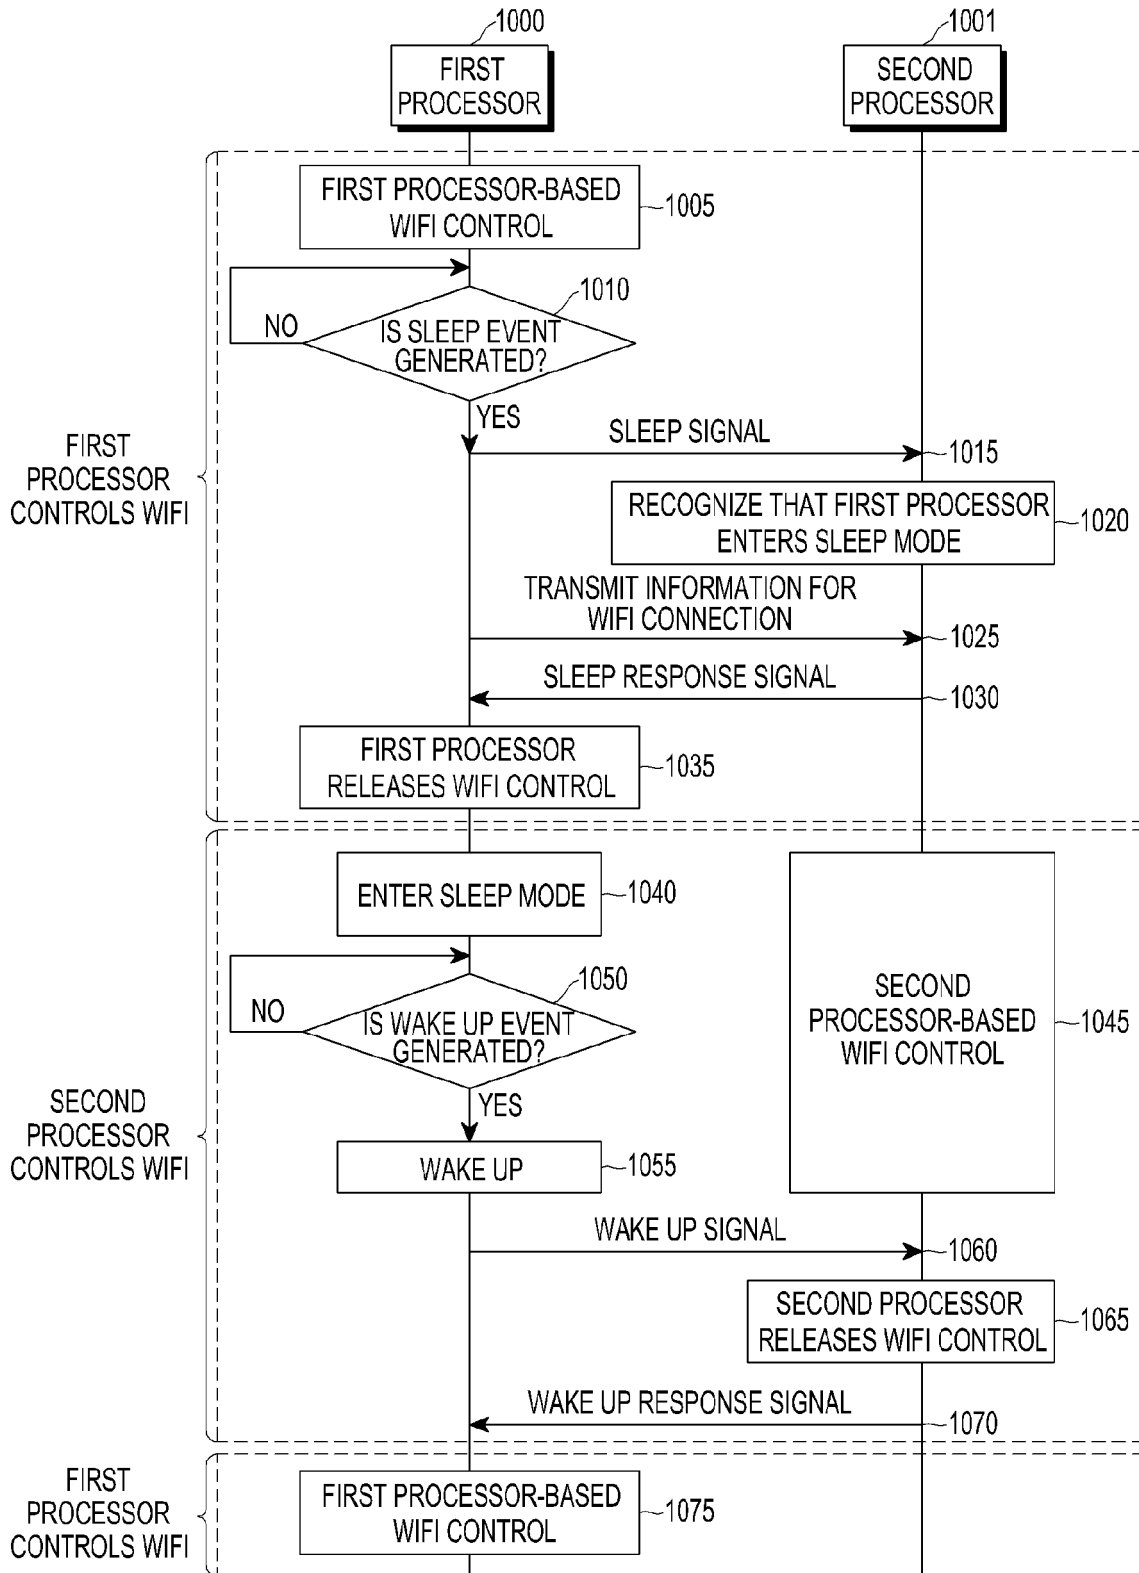 1000
FIRST
PROCESSOR
1001
SECOND
PROCESSOR
FIRST PROCESSOR-BASED
WIFI CONTROL
1005
1010
NO
IS SLEEP EVENT
GENERATED?
YES
SLEEP SIGNAL
1015
FIRST
PROCESSOR
CONTROLS WIFI
RECOGNIZE THAT FIRST PROCESSOR
ENTERS SLEEP MODE
1020
TRANSMIT INFORMATION FOR
WIFI CONNECTION
1025
SLEEP RESPONSE SIGNAL
1030
FIRST PROCESSOR
RELEASES WIFI CONTROL
1035
ENTER SLEEP MODE
1040
1050
NO
IS WAKE UP EVENT
GENERATED?
YES
SECOND
PROCESSOR-BASED
WIFI CONTROL
1045
SECOND
PROCESSOR
CONTROLS WIFI
WAKE UP
1055
WAKE UP SIGNAL
1060
SECOND PROCESSOR
RELEASES WIFI CONTROL
1065
WAKE UP RESPONSE SIGNAL
1070
FIRST
PROCESSOR
CONTROLS WIFI
FIRST PROCESSOR-BASED
WIFI CONTROL
1075